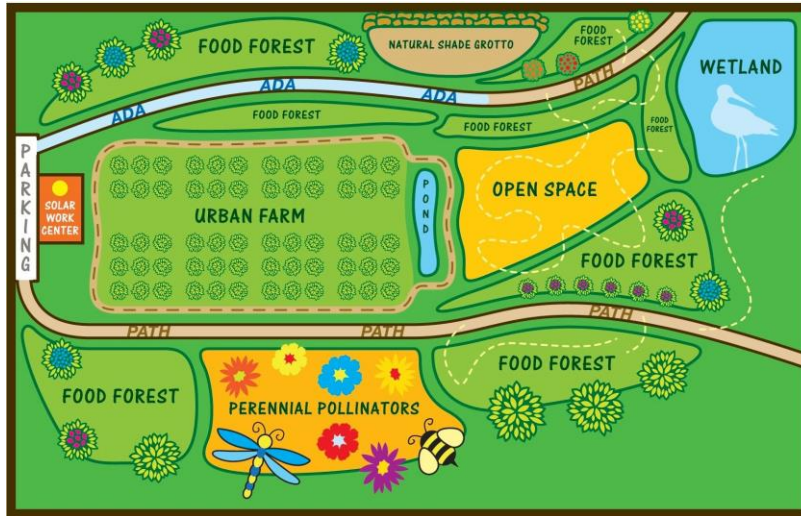 FOOD FOREST
NATURAL SHADE GROTTO
FOOD
FOREST
WETLAND
ADA
ADA
ADA
PATH
FOOD FOREST
FOOD FOREST
FOOD
FOREST
PARKING
SOLAR
WORK
CENTER
URBAN FARM
POND
OPEN SPACE
FOOD FOREST
PATH
PATH
PATH
FOOD FOREST
PERENNIAL POLLINATORS
FOOD FOREST